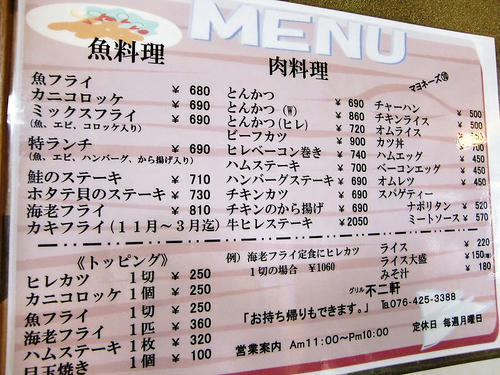 MENU
魚料理
魚フライ ¥ 680
カニコロッケ ¥ 690
ミックスフライ ¥ 690
(魚、エビ、コロッケ入り)
特ランチ ¥ 690
(魚、エビ、ハンバーグ、から揚げ入り)
鮭のステーキ ¥ 710
ホタテ貝のステーキ ¥ 730
海老フライ ¥ 810
カキフライ(11月〜3月迄) ¥ 690
肉料理
とんかつ ¥ 690
とんかつ (W) ¥ 860
とんかつ(ヒレ) ¥ 720
ビーフカツ ¥ 900
ヒレベーコン巻き ¥ 740
ハムステーキ ¥ 700
ハンバーグステーキ ¥ 690
チキンカツ ¥ 690
チキンのから揚げ ¥ 690
牛ヒレステーキ ¥2050
マヨネーズ
チャーハン ¥ 500
チキンライス ¥ 500
オムライス
カツ丼
ハムエッグ ¥ 450
ベーコンエッグ ¥ 450
オムレツ ¥ 450
スパゲティー
ナポリタン ¥ 520
ミートソース ¥ 570
《トッピング》
ヒレカツ 1切 ¥ 250
カニコロッケ 1個 ¥ 250
魚フライ 1切 ¥ 250
海老フライ 1匹 ¥ 360
ハムステーキ 1枚 ¥ 320
目玉焼き 1個 ¥ 100
例) 海老フライ定食にヒレカツ
1切の場合 ¥1060
ライス ¥ 220
ライス大盛 ¥150
みそ汁 ¥ 180
グリル 不二軒
「お持ち帰りもできます。」 ℡076-425-3388
営業案内 Am11:00〜Pm10:00 定休日 毎週月曜日